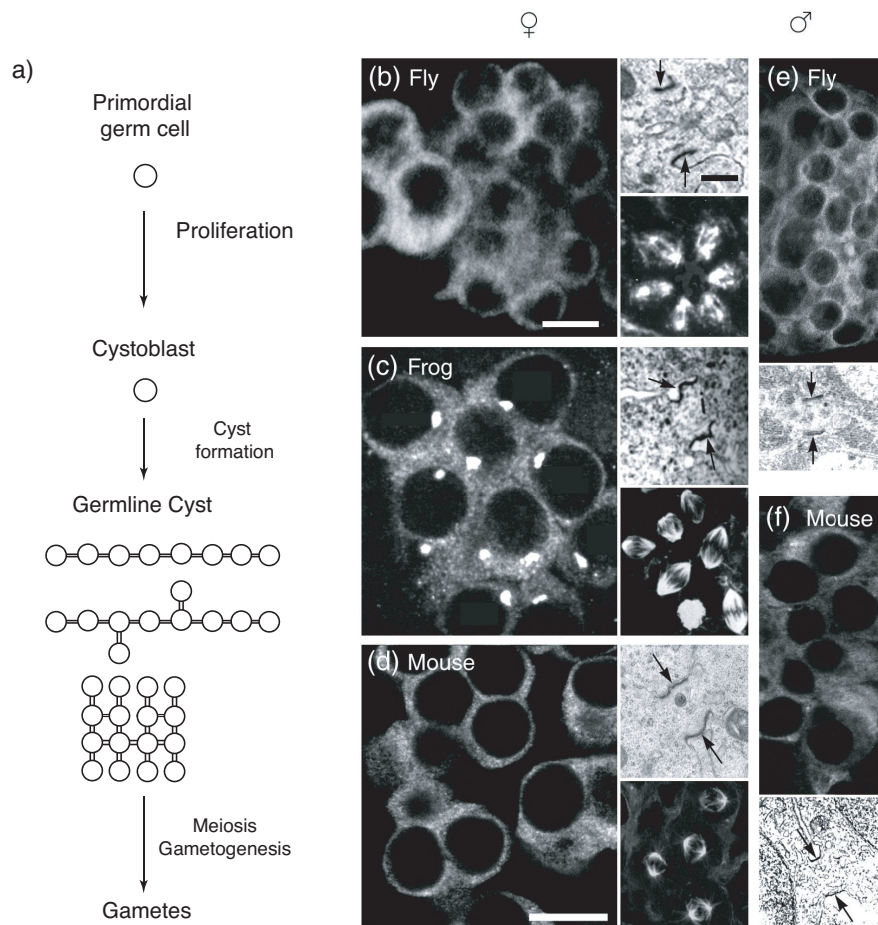 ♀
♂
a)
Primordial
germ cell
Proliferation
Cystoblast
Cyst
formation
Germline Cyst
Meiosis
Gametogenesis
Gametes
(b) Fly
(c) Frog
(d) Mouse
(e) Fly
(f) Mouse